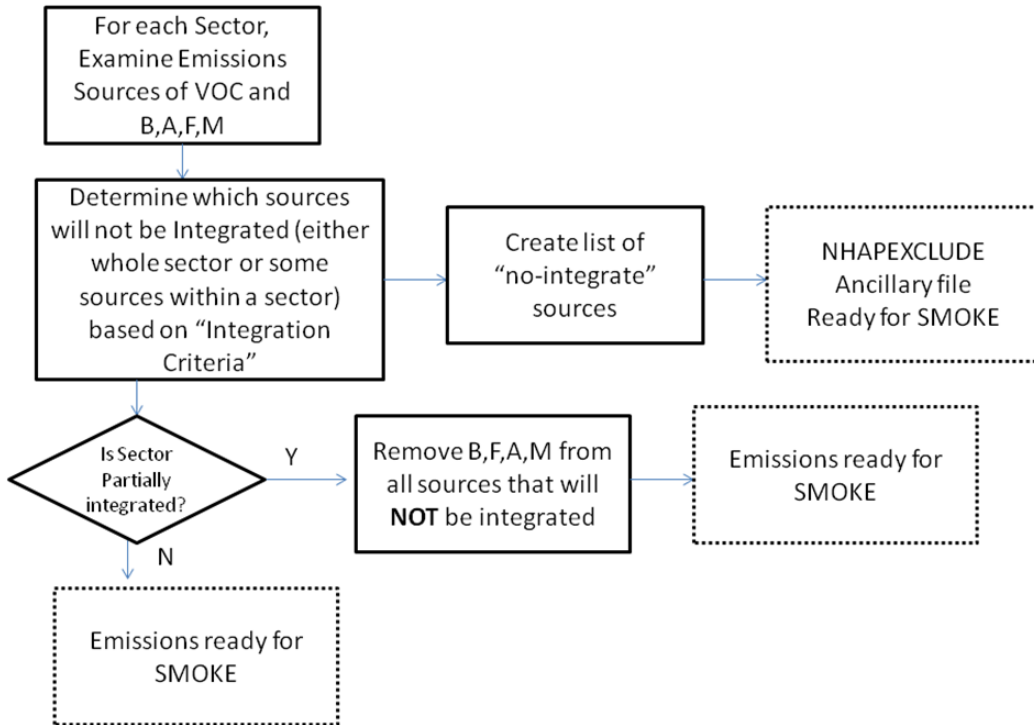 For each Sector,
Examine Emissions
Sources of VOC and
B,A,F,M
Determine which sources
will not be Integrated (either
whole sector or some
sources within a sector)
based on “Integration
Criteria”
Create list of
“no-integrate”
sources
NHAPEXCLUDE
Ancillary file
Ready for SMOKE
Is Sector
Partially
integrated?
Y
Remove B,F,A,M from
all sources that will
NOT be integrated
Emissions ready for
SMOKE
N
Emissions ready for
SMOKE